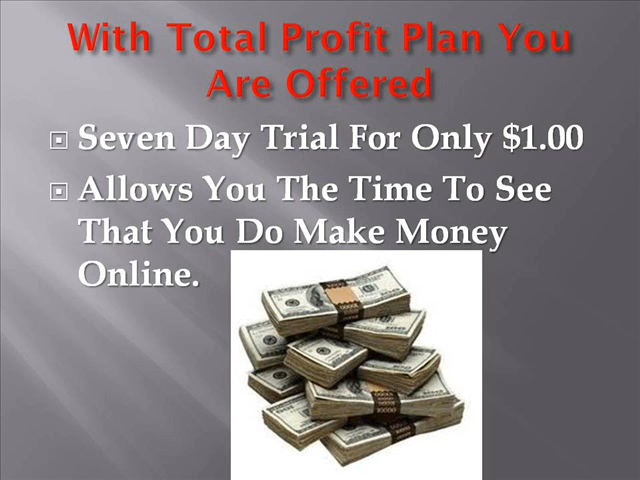 With Total Profit Plan You
Are Offered
Seven Day Trial For Only $1.00
Allows You The Time To See
That You Do Make Money
Online.
10000